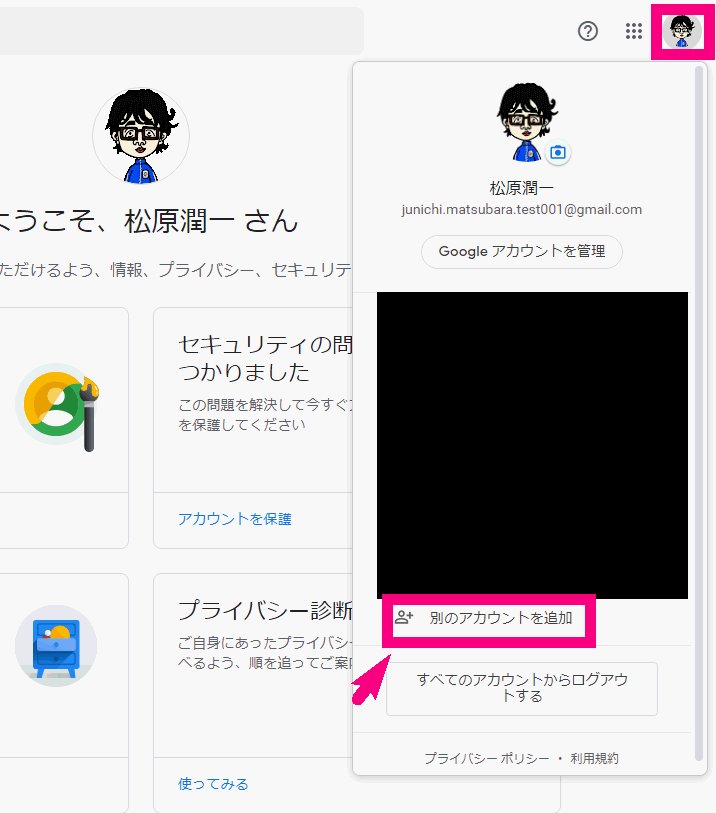 松原潤一
junichi.matsubara.test001@gmail.com
Google アカウントを管理
ようこそ、松原潤一 さん
ただけるよう、情報、プライバシー、セキュリテ
セキュリティの問
つかりました
この問題を解決して今すぐ
を保護してください
アカウントを保護
プライバシー診断
ご自身にあったプライバシ
べるよう、順を追ってご案
使ってみる
別のアカウントを追加
すべてのアカウントからログアウ
トする
プライバシー ポリシー ・ 利用規約